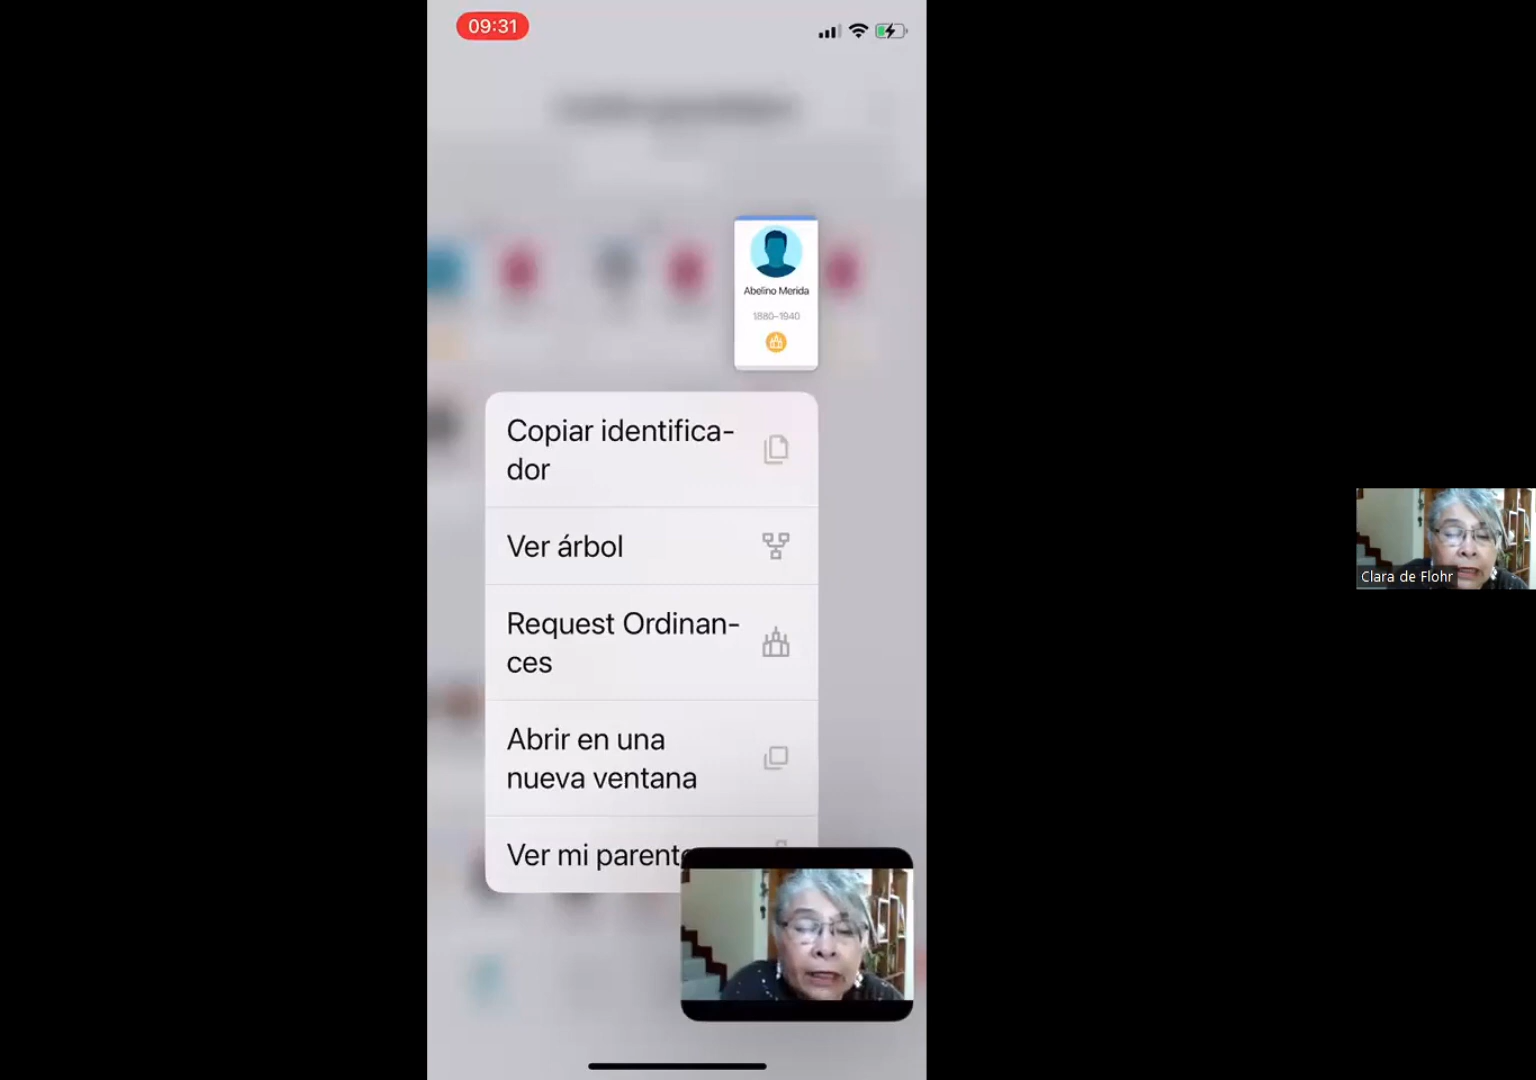 09:31
Abelino Merida
1880–1940
Copiar identifica-
dor
Ver árbol
Request Ordinan-
ces
Abrir en una
nueva ventana
Ver mi parent
Clara de Flohr